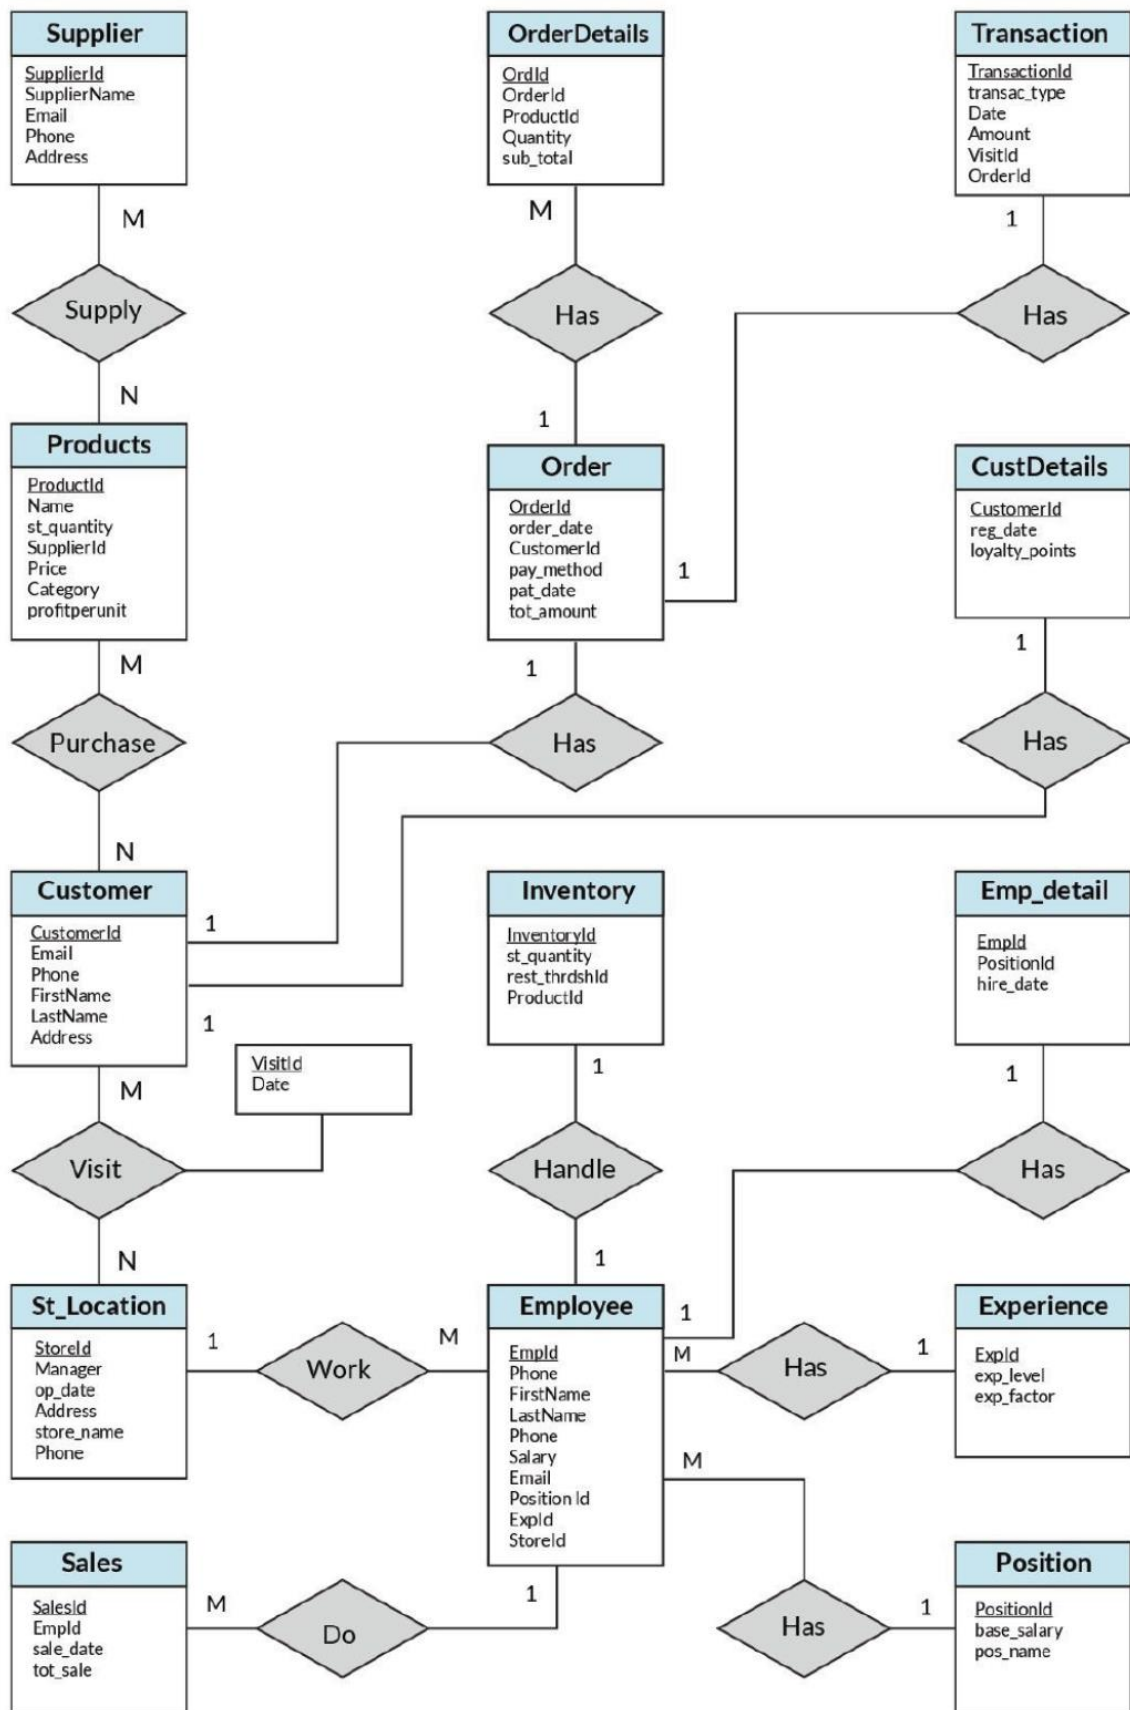 Supplier
SupplierId
SupplierName
Email
Phone
Address
OrderDetails
OrdId
OrderId
ProductId
Quantity
sub_total
Transaction
TransactionId
transac_type
Date
Amount
VisitId
OrderId
M
M
1
Supply
Has
Has
N
1
Products
ProductId
Name
st_quantity
SupplierId
Price
Category
profitperunit
Order
OrderId
order_date
CustomerId
pay_method
pat_date
tot_amount
1
CustDetails
CustomerId
reg_date
loyalty_points
M
1
1
Purchase
Has
Has
N
Customer
CustomerId
Email
Phone
FirstName
LastName
Address
1
1
Inventory
InventoryId
st_quantity
rest_thrdshld
ProductId
Emp_detail
EmpId
PositionId
hire_date
M
VisitId
Date
1
1
Visit
Handle
Has
N
1
St_Location
StoreId
Manager
op_date
Address
store_name
Phone
1
Work
M
Employee
EmpId
Phone
FirstName
LastName
Phone
Salary
Email
Position Id
ExpId
StoreId
1
M
Has
1
Experience
ExpId
exp_level
exp_factor
M
Sales
SalesId
EmpId
sale_date
tot_sale
M
Do
1
Has
1
Position
PositionId
base_salary
pos_name